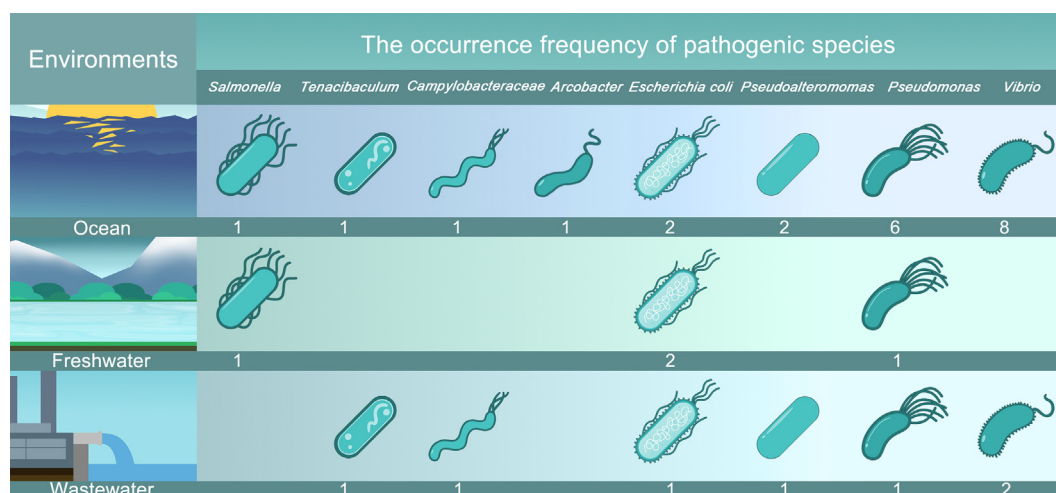 Environments
The occurrence frequency of pathogenic species
Salmonella Tenacibaculum Campylobacteraceae Arcobacter Escherichia coli Pseudoalteromomas Pseudomonas Vibrio
Ocean 1 1 1 1 2 2 6 8
Freshwater 1 2 1
Wastewater 1 1 1 1 1 2